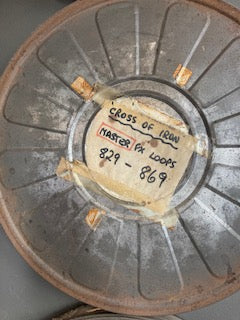 CROSS OF IRON
MASTER FX LOOPS
829 - 869